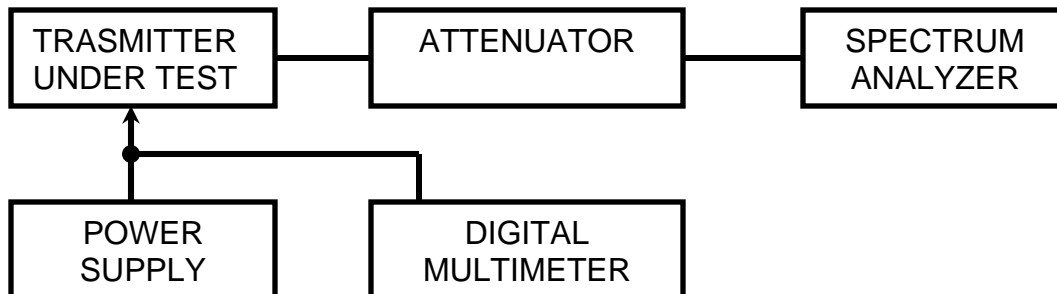 TRASMITTER
UNDER TEST
ATTENUATOR
SPECTRUM
ANALYZER
POWER
SUPPLY
DIGITAL
MULTIMETER